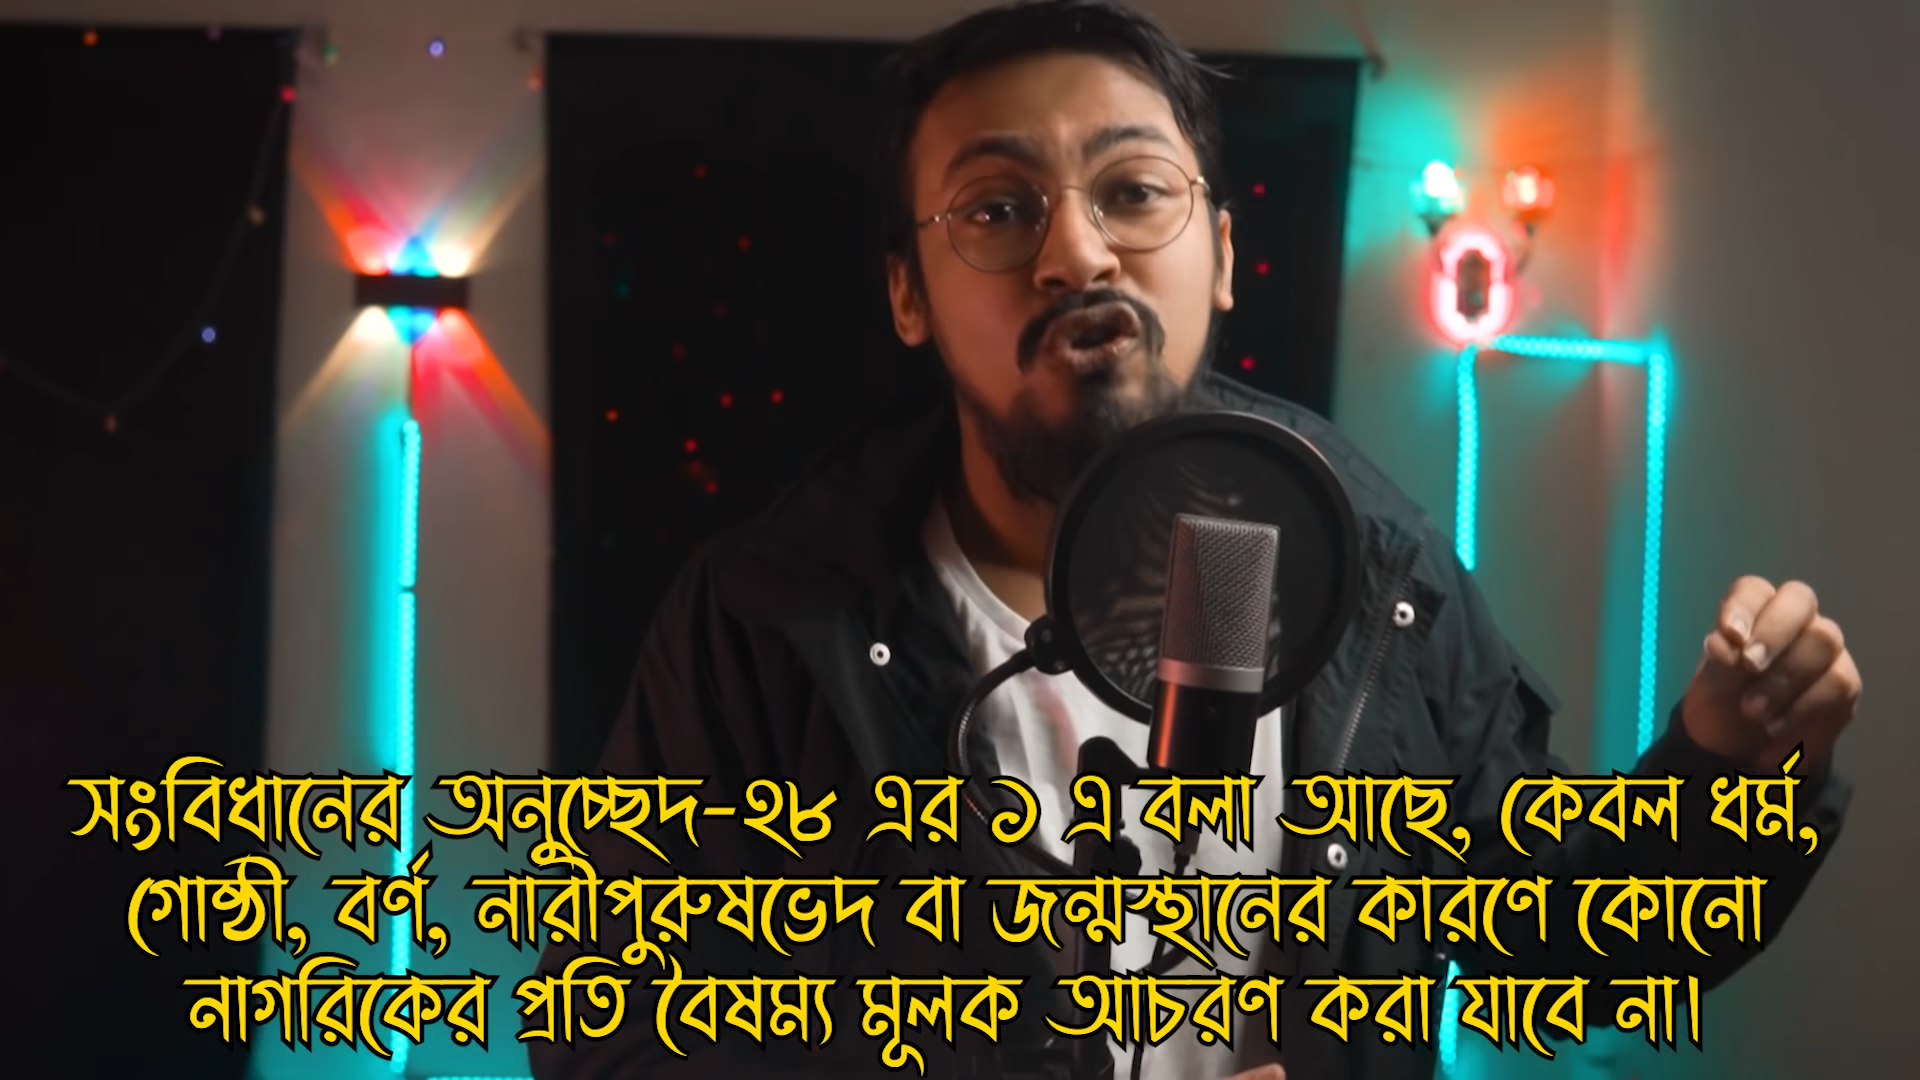 সংবিধানের অনুচ্ছেদ-২৮ এর ১ এ বলা আছে, কেবল ধর্ম,
গোষ্ঠী, বর্ণ, নারীপুরুষভেদ বা জন্মস্থানের কারণে কোনো
নাগরিকের প্রতি বৈষম্য মূলক আচরণ করা যাবে না।